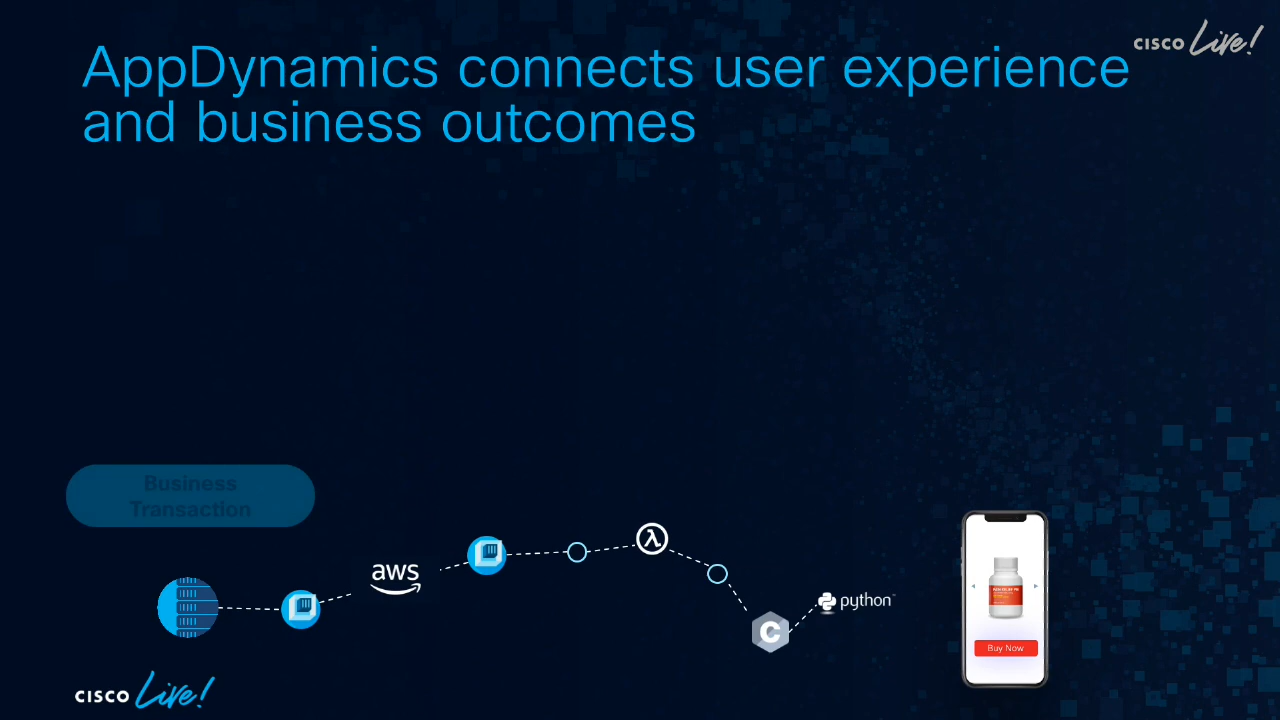 CISCO Live!
AppDynamics connects user experience
and business outcomes
Business
Transaction
aws
λ
C
python
Buy Now
CISCO Live!